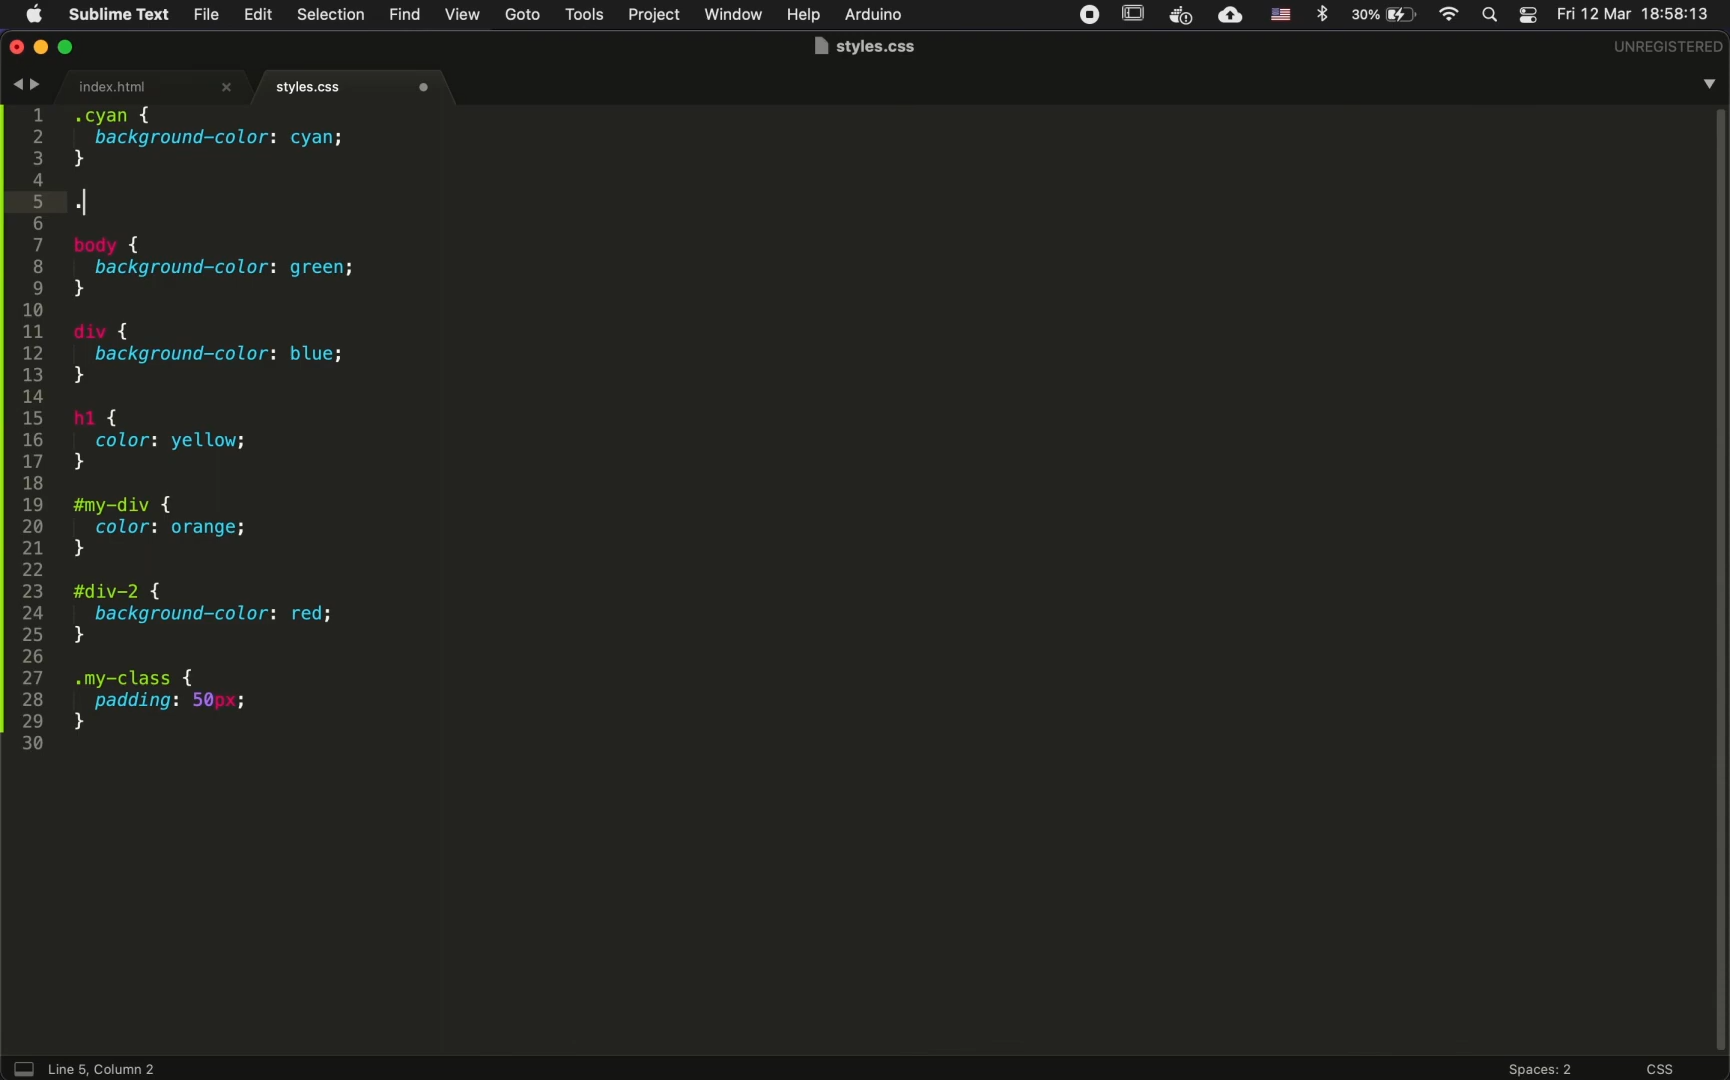 Sublime Text File Edit Selection Find View Goto Tools Project Window Help Arduino 30% Fri 12 Mar 18:58:13
styles.css UNREGISTERED
index.html styles.css
1 .cyan {
2 background-color: cyan;
3 }
4
5 .
6
7 body {
8 background-color: green;
9 }
10
11 div {
12 background-color: blue;
13 }
14
15 h1 {
16 color: yellow;
17 }
18
19 #my-div {
20 color: orange;
21 }
22
23 #div-2 {
24 background-color: red;
25 }
26
27 .my-class {
28 padding: 50px;
29 }
30
Line 5, Column 2 Spaces: 2 CSS